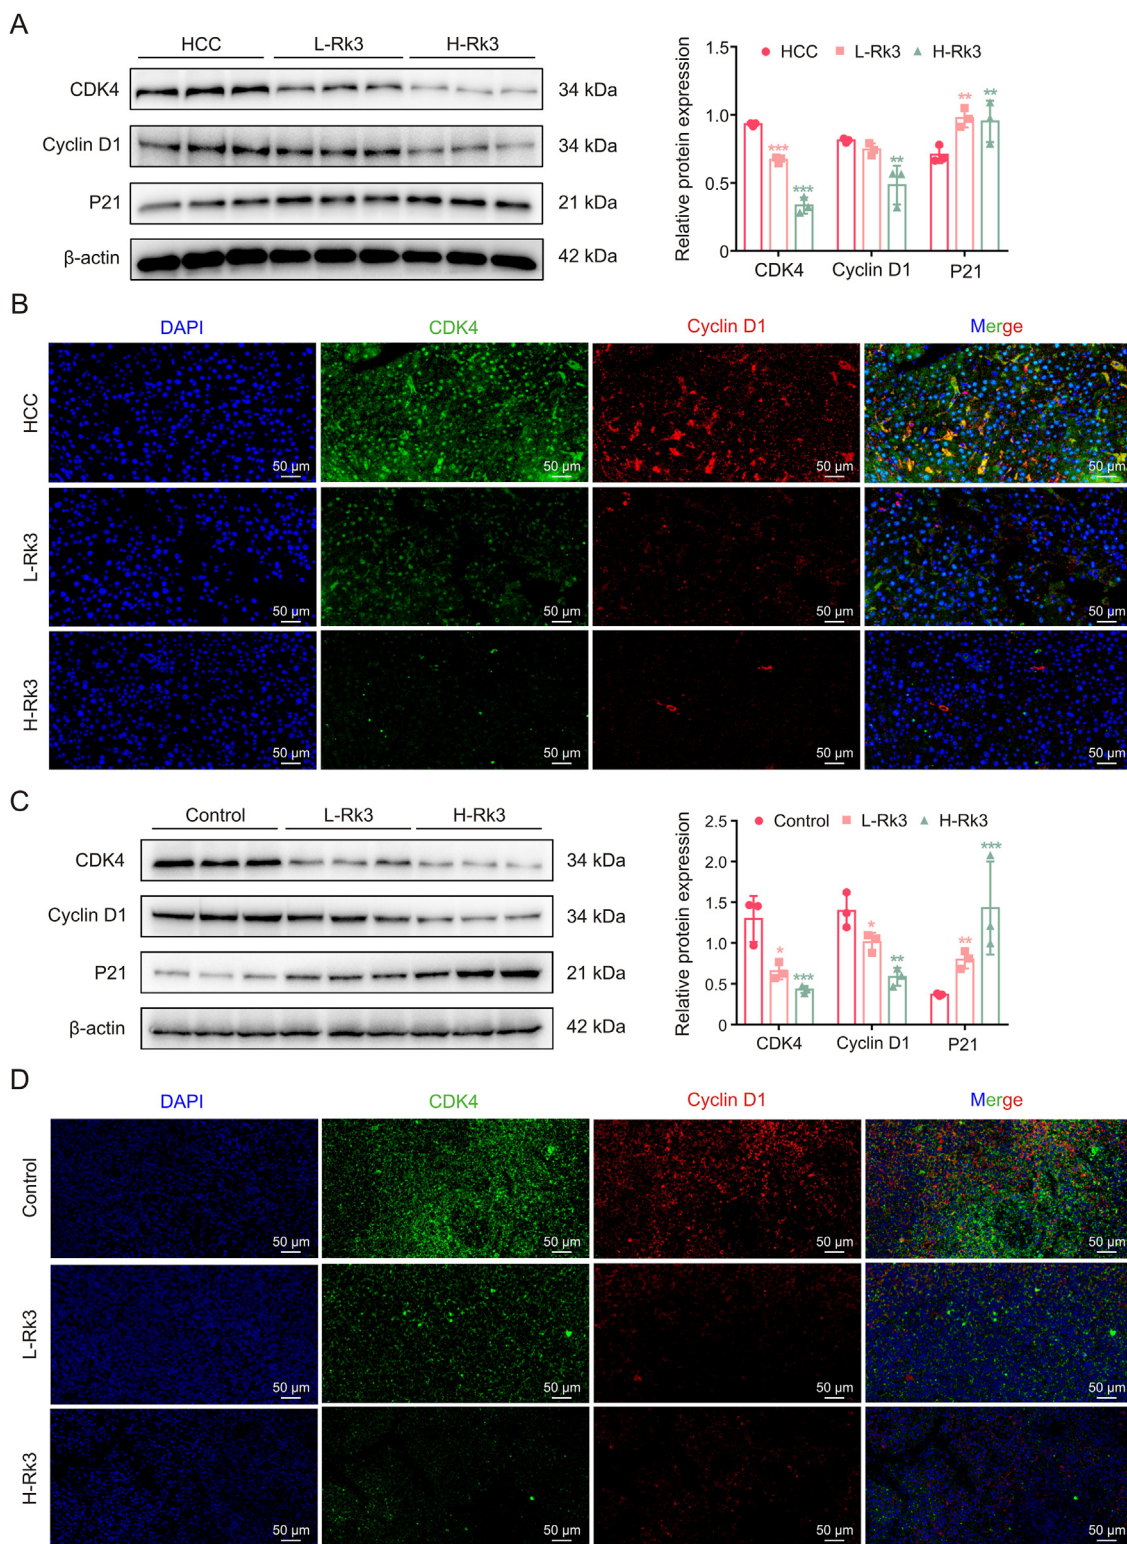 A
HCC L-Rk3 H-Rk3
CDK4 34 kDa
Cyclin D1 34 kDa
P21 21 kDa
β-actin 42 kDa
Relative protein expression
HCC L-Rk3 H-Rk3
1.5
1.0
0.5
0
*** *** ** ** **
CDK4 Cyclin D1 P21
B
DAPI CDK4 Cyclin D1 Merge
HCC
50 µm 50 µm 50 µm 50 µm
L-Rk3
50 µm 50 µm 50 µm 50 µm
H-Rk3
50 µm 50 µm 50 µm 50 µm
C
Control L-Rk3 H-Rk3
CDK4 34 kDa
Cyclin D1 34 kDa
P21 21 kDa
β-actin 42 kDa
Relative protein expression
Control L-Rk3 H-Rk3
2.5
2.0
1.5
1.0
0.5
0
* *** * ** ** ***
CDK4 Cyclin D1 P21
D
DAPI CDK4 Cyclin D1 Merge
Control
50 µm 50 µm 50 µm 50 µm
L-Rk3
50 µm 50 µm 50 µm 50 µm
H-Rk3
50 µm 50 µm 50 µm 50 µm